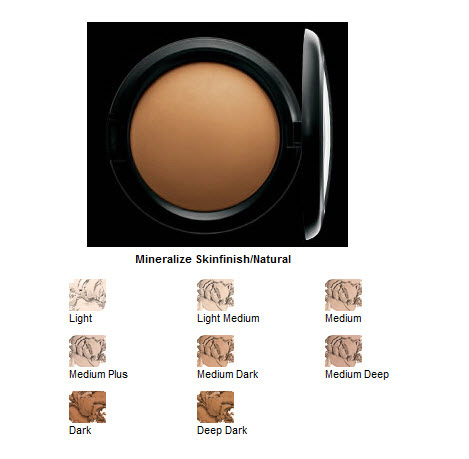 Mineralize Skinfinish/Natural
Light
Light Medium
Medium
Medium Plus
Medium Dark
Medium Deep
Dark
Deep Dark